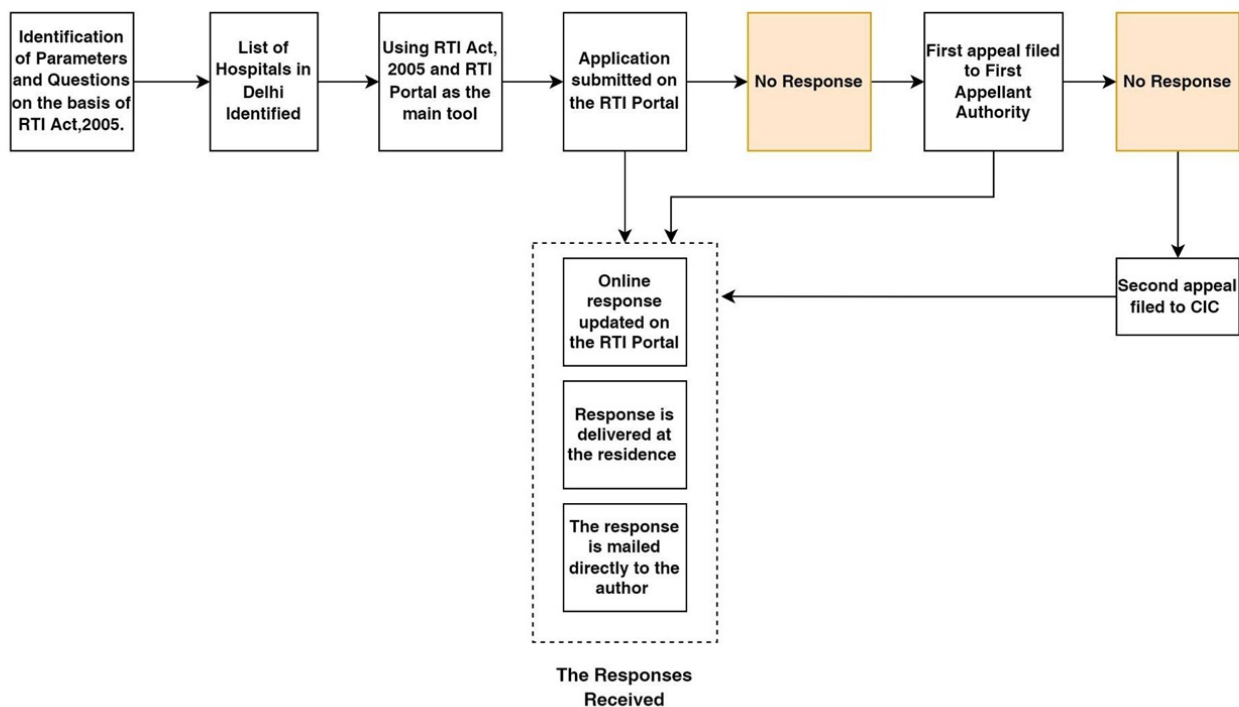 Identification
of Parameters
and Questions
on the basis of
RTI Act,2005.
List of
Hospitals in
Delhi
Identified
Using RTI Act,
2005 and RTI
Portal as the
main tool
Application
submitted on
the RTI Portal
No Response
First appeal filed
to First
Appellant
Authority
No Response
Second appeal
filed to CIC
Online
response
updated on
the RTI Portal
Response is
delivered at
the residence
The response
is mailed
directly to the
author
The Responses
Received